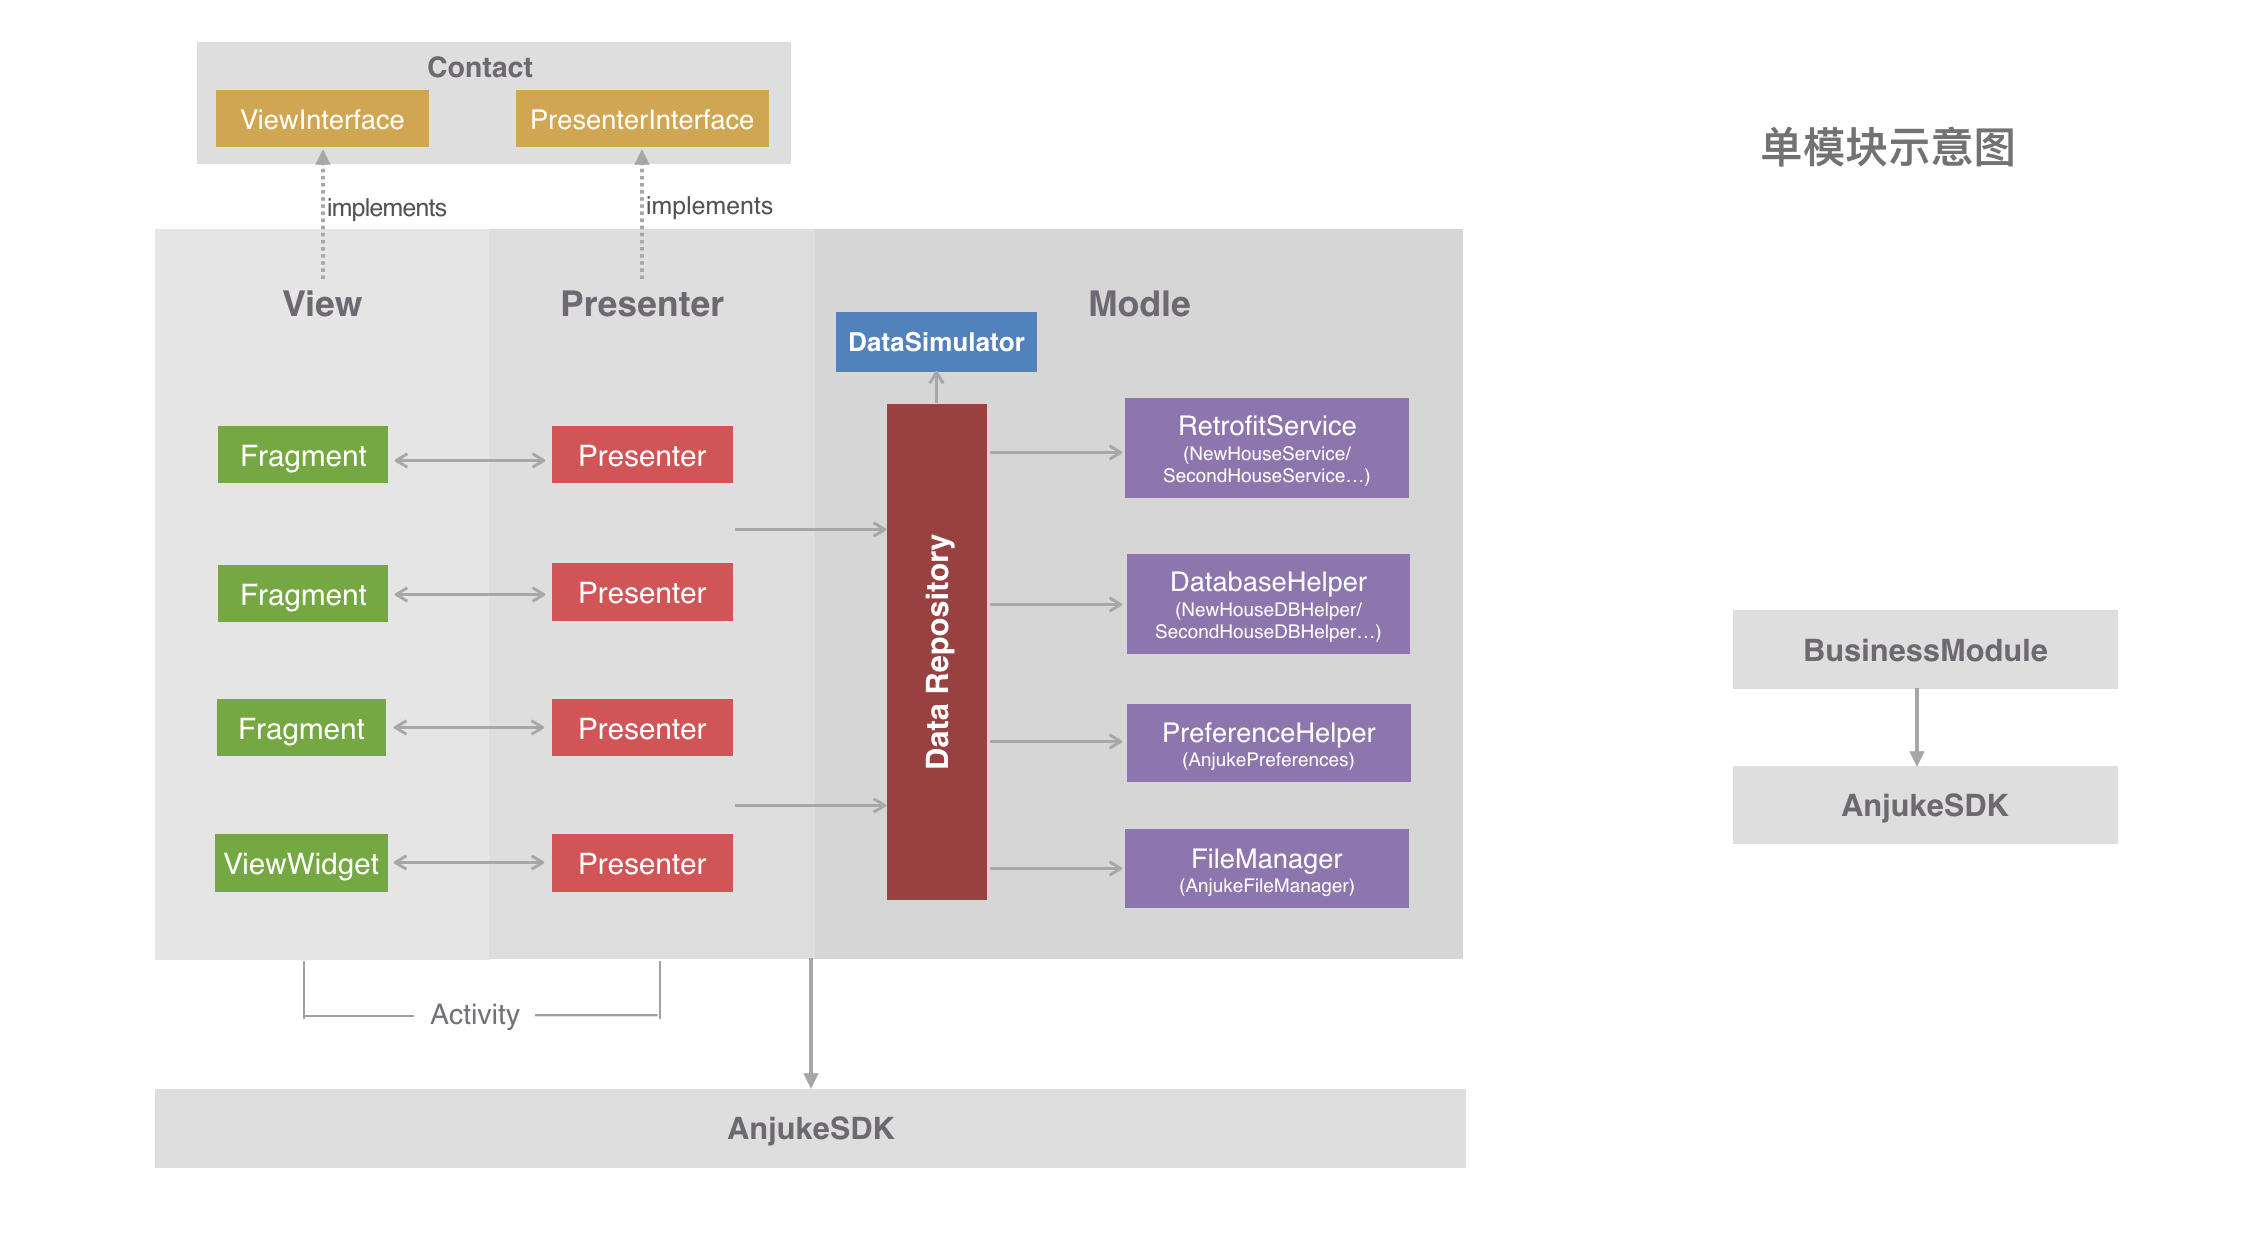 Contact
ViewInterface
PresenterInterface
单模块示意图
implements
implements
View
Presenter
Modle
DataSimulator
Fragment
Presenter
Fragment
Presenter
Fragment
Presenter
ViewWidget
Presenter
Data Repository
RetrofitService
(NewHouseService/
SecondHouseService...)
DatabaseHelper
(NewHouseDBHelper/
SecondHouseDBHelper...)
PreferenceHelper
(AnjukePreferences)
FileManager
(AnjukeFileManager)
BusinessModule
AnjukeSDK
Activity
AnjukeSDK